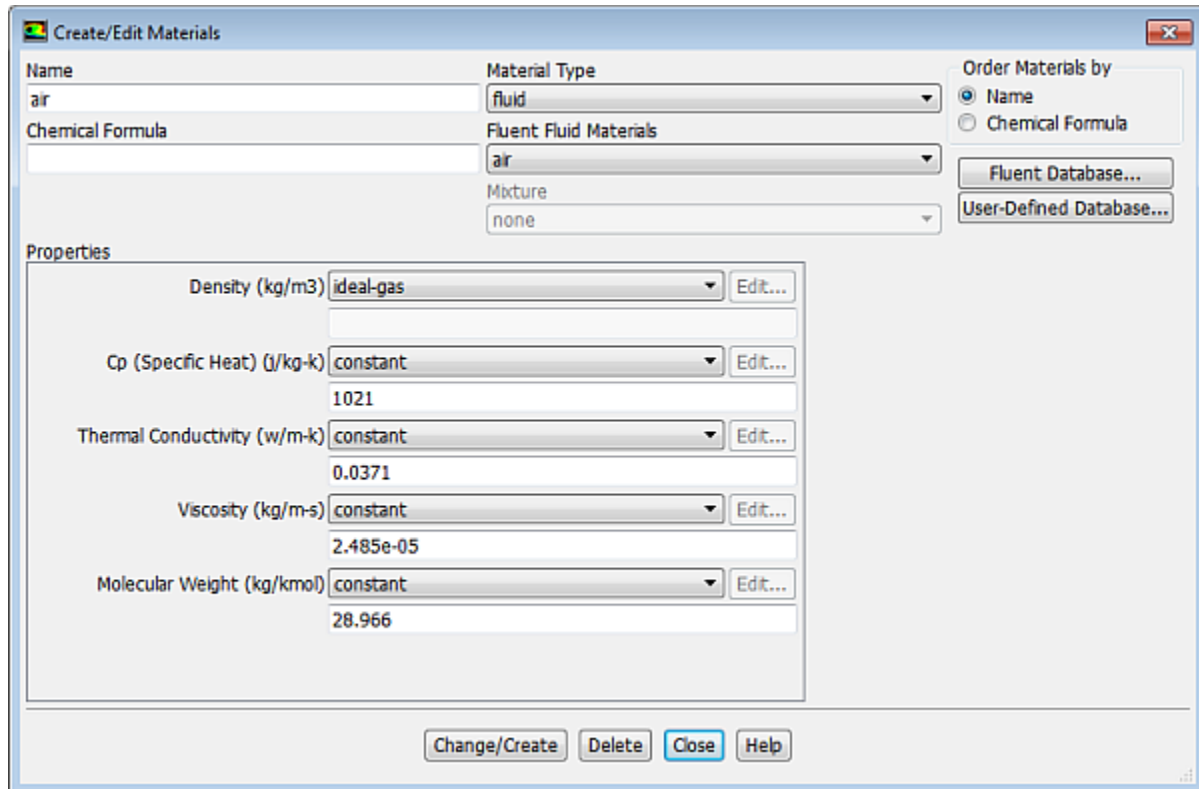 Create/Edit Materials
Name
air
Material Type
fluid
Order Materials by
Name
Chemical Formula
Chemical Formula
Fluent Fluid Materials
air
Mixture
none
Fluent Database...
User-Defined Database...
Properties
Density (kg/m3) ideal-gas Edit...
Cp (Specific Heat) (j/kg-k) constant Edit...
1021
Thermal Conductivity (w/m-k) constant Edit...
0.0371
Viscosity (kg/m-s) constant Edit...
2.485e-05
Molecular Weight (kg/kmol) constant Edit...
28.966
Change/Create Delete Close Help